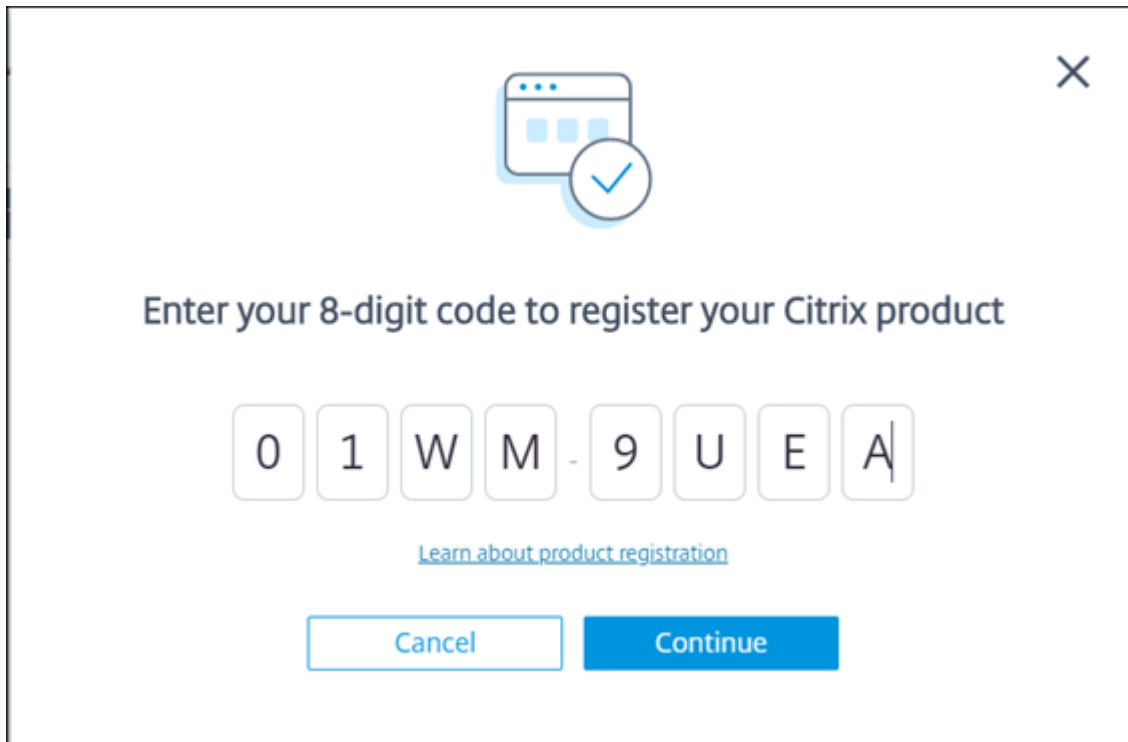 Enter your 8-digit code to register your Citrix product
0 1 W M - 9 U E A
Learn about product registration
Cancel Continue